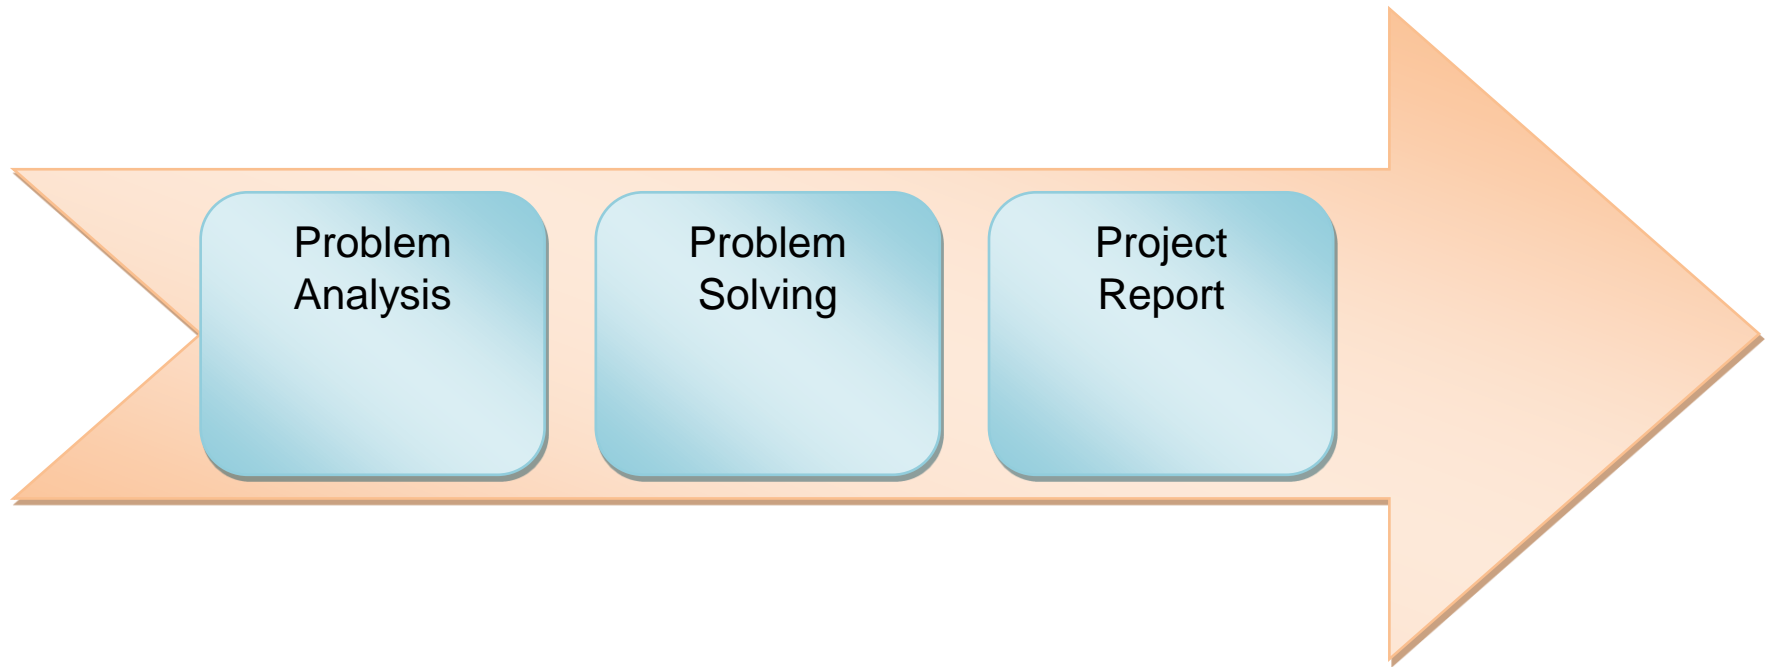 Problem
Analysis
Problem
Solving
Project
Report